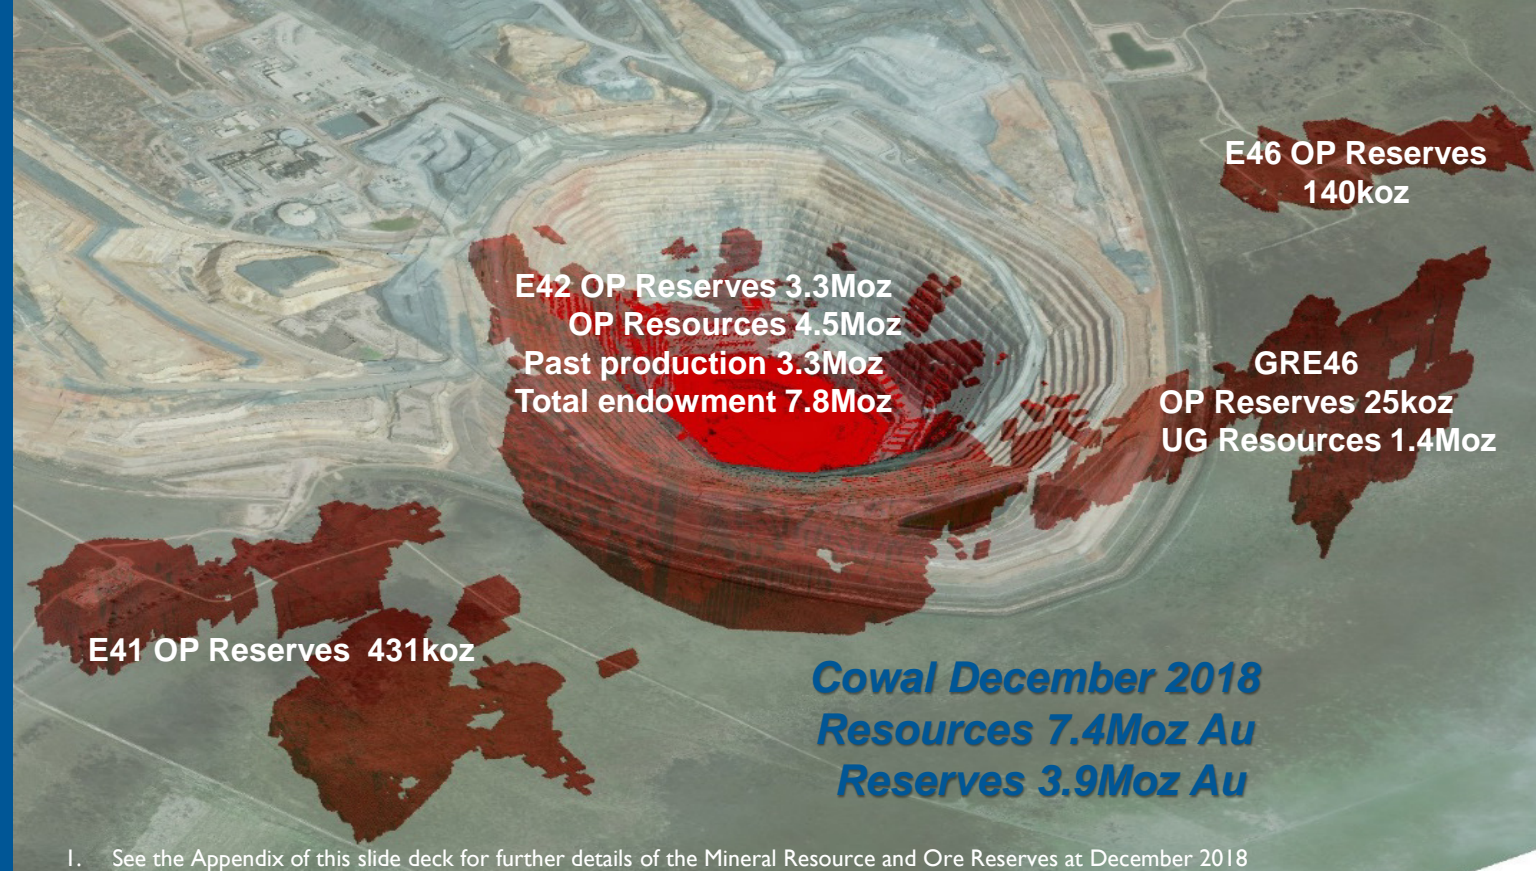 E46 OP Reserves
140koz
E42 OP Reserves 3.3Moz
OP Resources 4.5Moz
Past production 3.3Moz
Total endowment 7.8Moz
GRE46
OP Reserves 25koz
UG Resources 1.4Moz
E41 OP Reserves 431koz
Cowal December 2018
Resources 7.4Moz Au
Reserves 3.9Moz Au
1. See the Appendix of this slide deck for further details of the Mineral Resource and Ore Reserves at December 2018